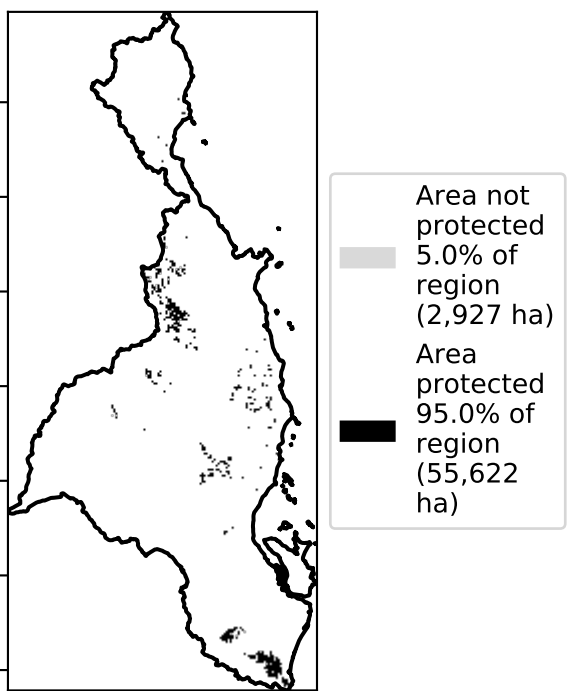 Area not
protected
5.0% of
region
(2,927 ha)
Area
protected
95.0% of
region
(55,622
ha)